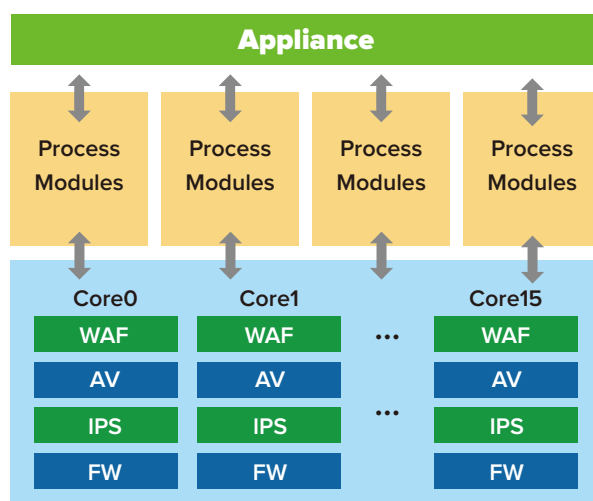 Appliance
Process Modules
Process Modules
Process Modules
Process Modules
Core0
Core1
Core15
WAF
WAF
...
WAF
AV
AV
AV
...
IPS
IPS
IPS
FW
FW
FW